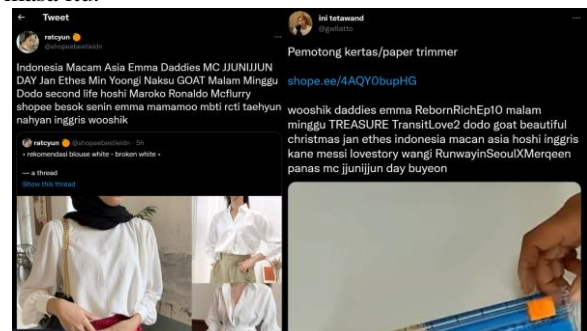 Tweet
ratcyun
@shopeebestieidn
Indonesia Macam Asia Emma Daddies MC JJUNIJJUN
DAY Jan Ethes Min Yoongi Naksu GOAT Malam Minggu
Dodo second life hoshi Maroko Ronaldo Mcflurry
shopee besok senin emma mamamoo mbti rcti taehyun
nahyan inggris wooshik
ratcyun @shopeebestieidn · 5h
• rekomendasi blouse white - broken white •
— a thread
Show this thread
ini tetawand
@gwilatto
Pemotong kertas/paper trimmer
shope.ee/4AQY0bupHG
wooshik daddies emma RebornRichEp10 malam
minggu TREASURE TransitLove2 dodo goat beautiful
christmas jan ethes indonesia macan asia hoshi inggris
kane messi lovestory wangi RunwayinSeoulXMerqeen
panas mc jjunijjun day buyeon